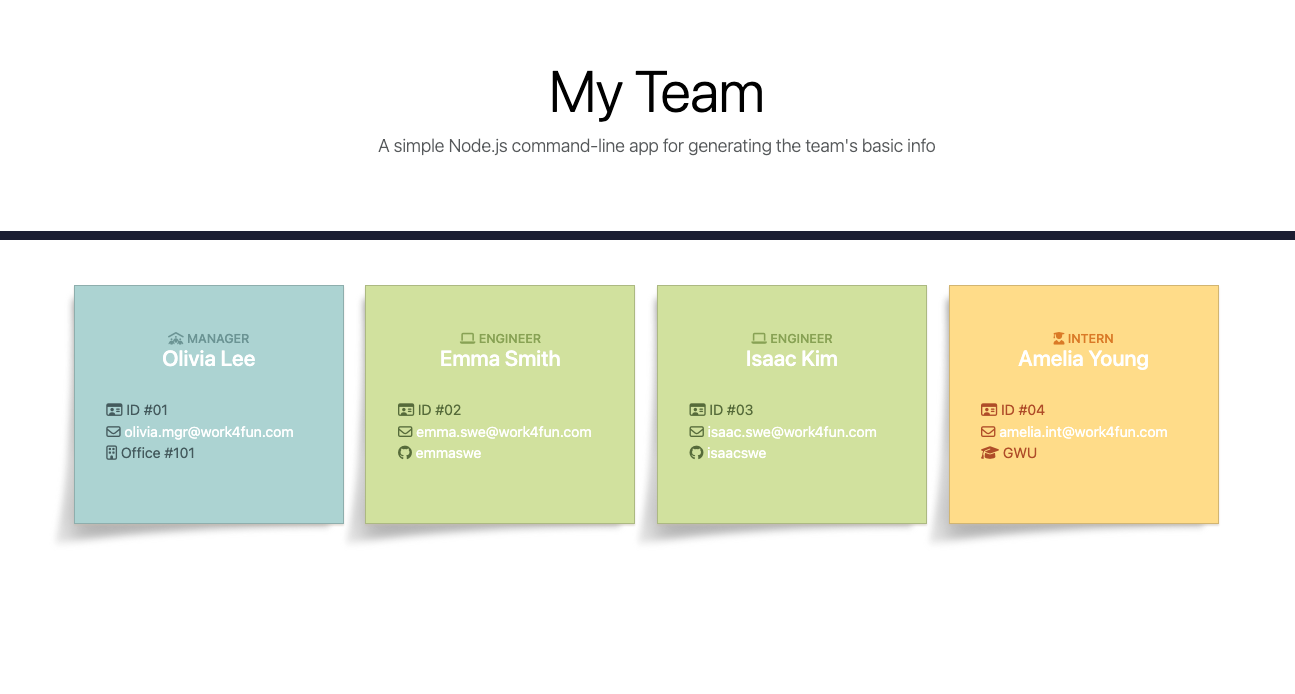 My Team
A simple Node.js command-line app for generating the team's basic info
MANAGER
Olivia Lee
ID #01
olivia.mgr@work4fun.com
Office #101
ENGINEER
Emma Smith
ID #02
emma.swe@work4fun.com
emmaswe
ENGINEER
Isaac Kim
ID #03
isaac.swe@work4fun.com
isaacswe
INTERN
Amelia Young
ID #04
amelia.int@work4fun.com
GWU